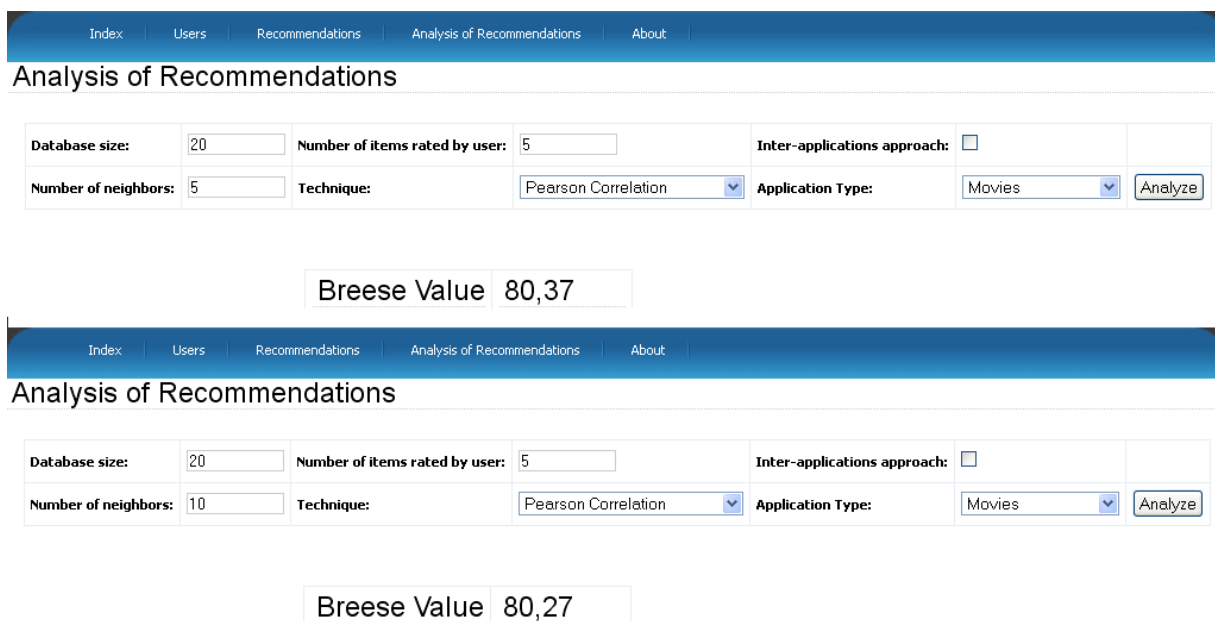 Index Users Recommendations Analysis of Recommendations About
Analysis of Recommendations
Database size: 20 Number of items rated by user: 5 Inter-applications approach:
Number of neighbors: 5 Technique: Pearson Correlation Application Type: Movies Analyze
Breese Value 80,37
Index Users Recommendations Analysis of Recommendations About
Analysis of Recommendations
Database size: 20 Number of items rated by user: 5 Inter-applications approach:
Number of neighbors: 10 Technique: Pearson Correlation Application Type: Movies Analyze
Breese Value 80,27